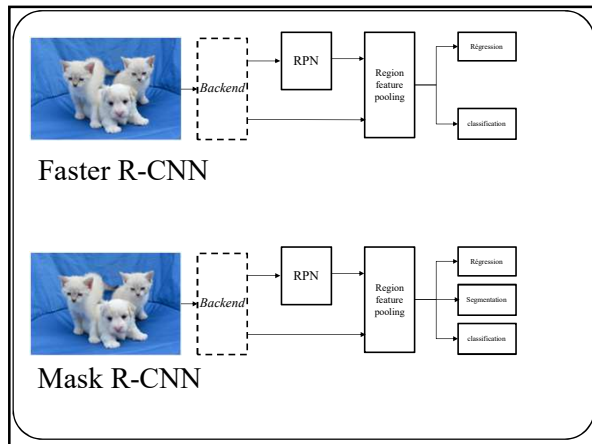 Backend
RPN
Region
feature
pooling
Régression
classification
Faster R-CNN
Backend
RPN
Region
feature
pooling
Régression
Segmentation
classification
Mask R-CNN